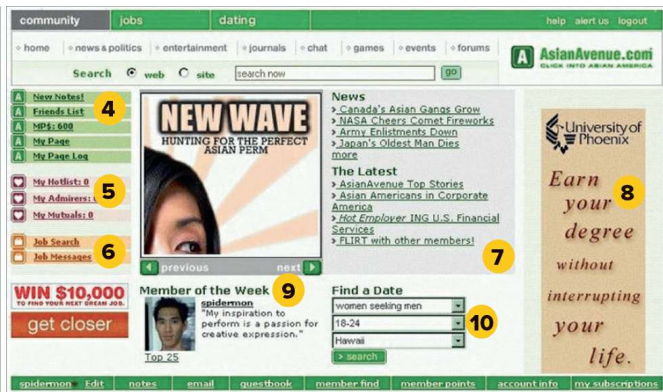 community jobs dating help alert us logout
home news & politics entertainment journals chat games events forums
AsianAvenue.com
CLICK INTO ASIAN AMERICA
Search web site search now go
A New Notes!
A Friends List
A MP$: 600
A My Page
A My Page Log
4
My Hotlist: 0
My Admirers: 0
My Mutuals: 0
5
Job Search
Job Messages
6
WIN $10,000
TO FIND YOUR NEXT DREAM JOB.
get closer
NEW WAVE
HUNTING FOR THE PERFECT
ASIAN PERM
previous next
News
> Canada's Asian Gangs Grow
> NASA Cheers Comet Fireworks
> Army Enlistments Down
> Japan's Oldest Man Dies
more
The Latest
> AsianAvenue Top Stories
> Asian Americans in Corporate
America
> Hot Employer ING U.S. Financial
Services
> FLIRT with other members!
7
University of
Phoenix
Earn
your
degree
without
interrupting
your
life.
8
Member of the Week
9
spidermon
"My inspiration to
perform is a passion for
creative expression."
Top 25
Find a Date
women seeking men
18-24
Hawaii
> search
10
spidermon Edit notes email guestbook member find member points account info my subscriptions